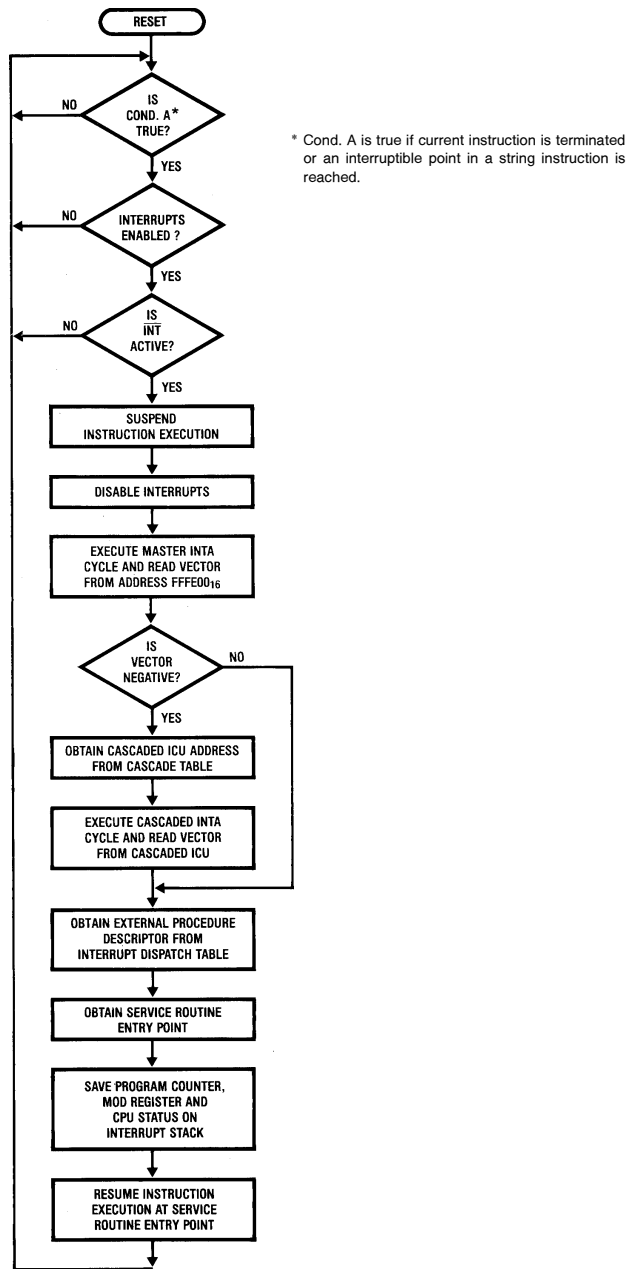 RESET
IS
COND. A*
TRUE?
NO
YES
* Cond. A is true if current instruction is terminated
or an interruptible point in a string instruction is
reached.
INTERRUPTS
ENABLED ?
NO
YES
IS
INT
ACTIVE?
NO
YES
SUSPEND
INSTRUCTION EXECUTION
DISABLE INTERRUPTS
EXECUTE MASTER INTA
CYCLE AND READ VECTOR
FROM ADDRESS FFFE00₁₆
IS
VECTOR
NEGATIVE?
NO
YES
OBTAIN CASCADED ICU ADDRESS
FROM CASCADE TABLE
EXECUTE CASCADED INTA
CYCLE AND READ VECTOR
FROM CASCADED ICU
OBTAIN EXTERNAL PROCEDURE
DESCRIPTOR FROM
INTERRUPT DISPATCH TABLE
OBTAIN SERVICE ROUTINE
ENTRY POINT
SAVE PROGRAM COUNTER,
MOD REGISTER AND
CPU STATUS ON
INTERRUPT STACK
RESUME INSTRUCTION
EXECUTION AT SERVICE
ROUTINE ENTRY POINT